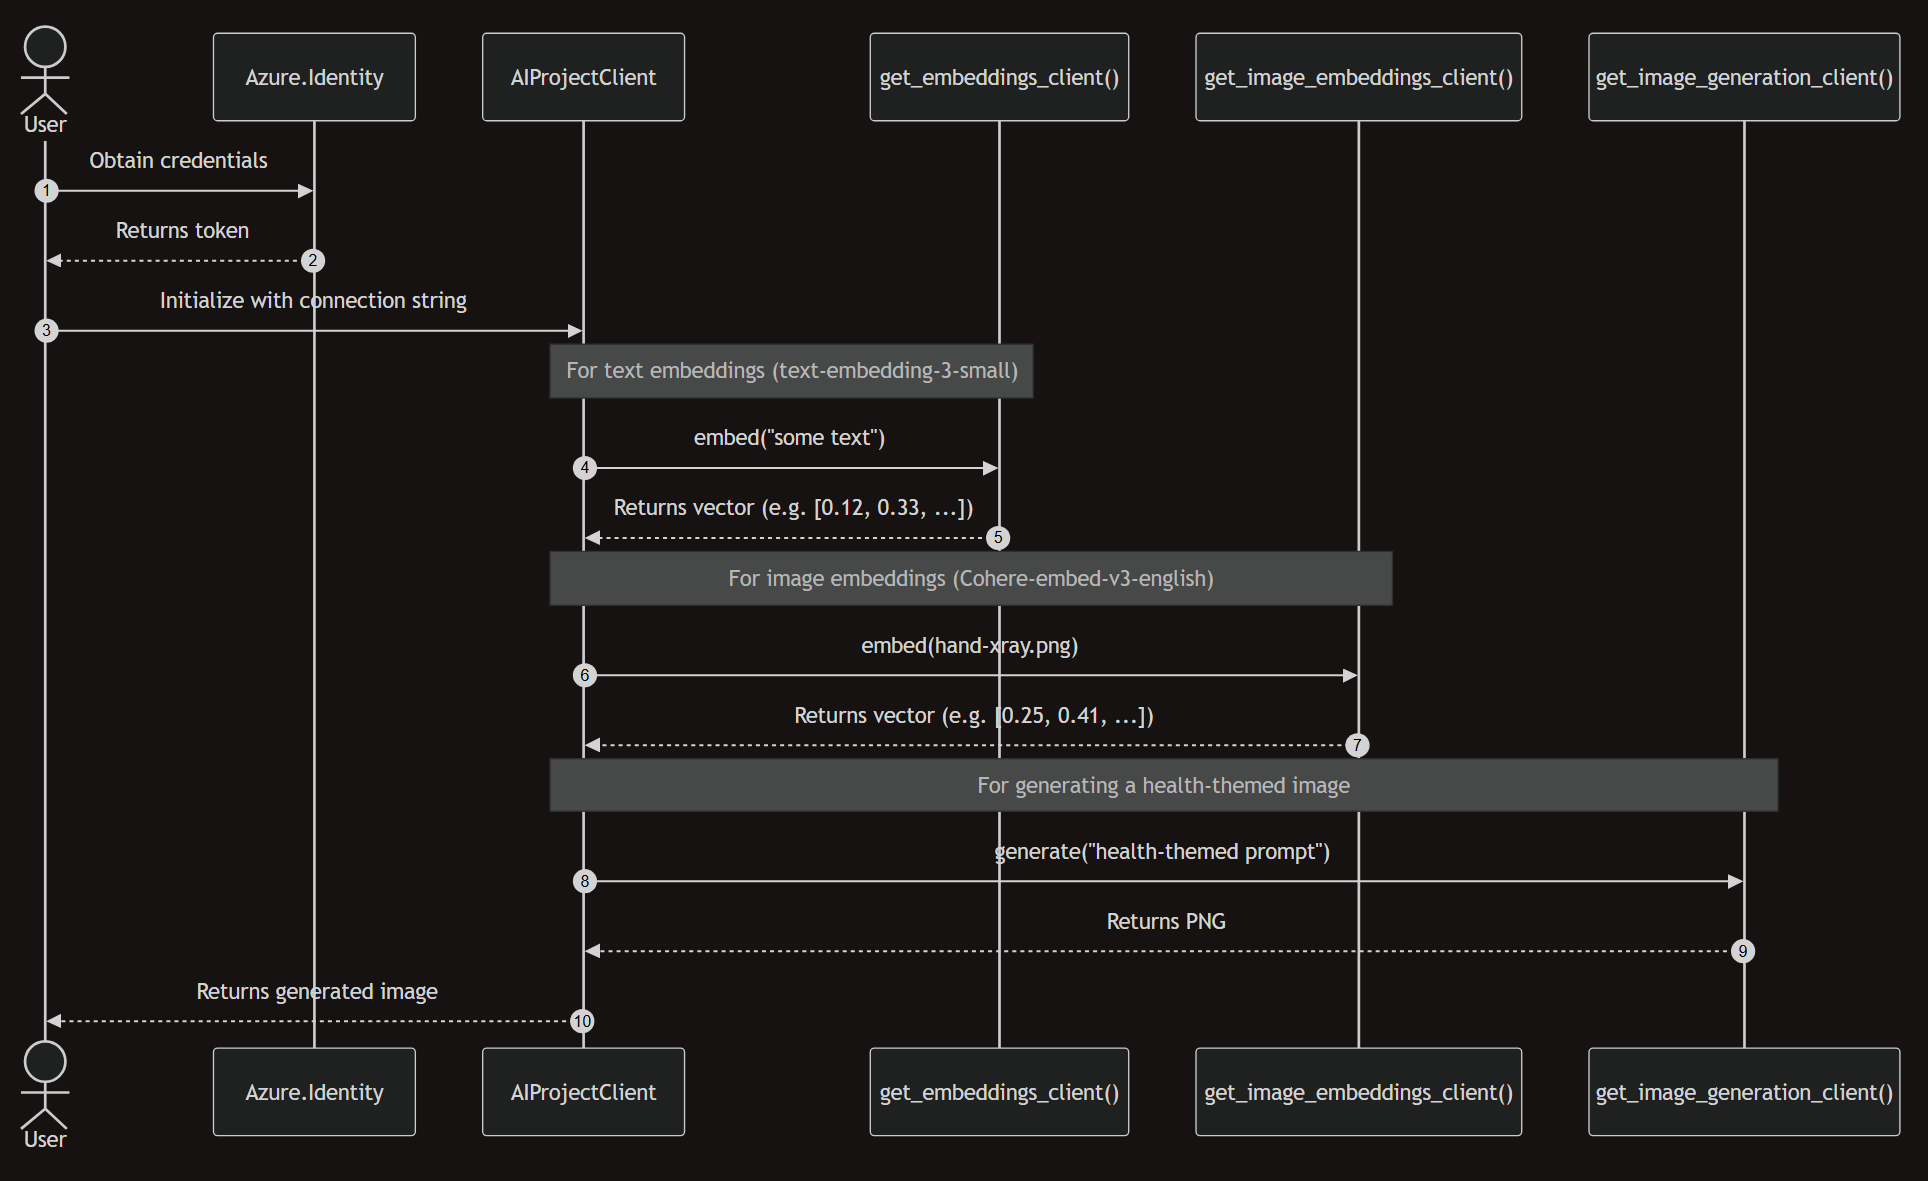 Azure.Identity
AIProjectClient
get_embeddings_client()
get_image_embeddings_client()
get_image_generation_client()
User
Obtain credentials
1
Returns token
2
Initialize with connection string
3
For text embeddings (text-embedding-3-small)
embed("some text")
4
Returns vector (e.g. [0.12, 0.33, ...])
5
For image embeddings (Cohere-embed-v3-english)
embed(hand-xray.png)
6
Returns vector (e.g. [0.25, 0.41, ...])
7
For generating a health-themed image
generate("health-themed prompt")
8
Returns PNG
9
Returns generated image
10
Azure.Identity
AIProjectClient
get_embeddings_client()
get_image_embeddings_client()
get_image_generation_client()
User